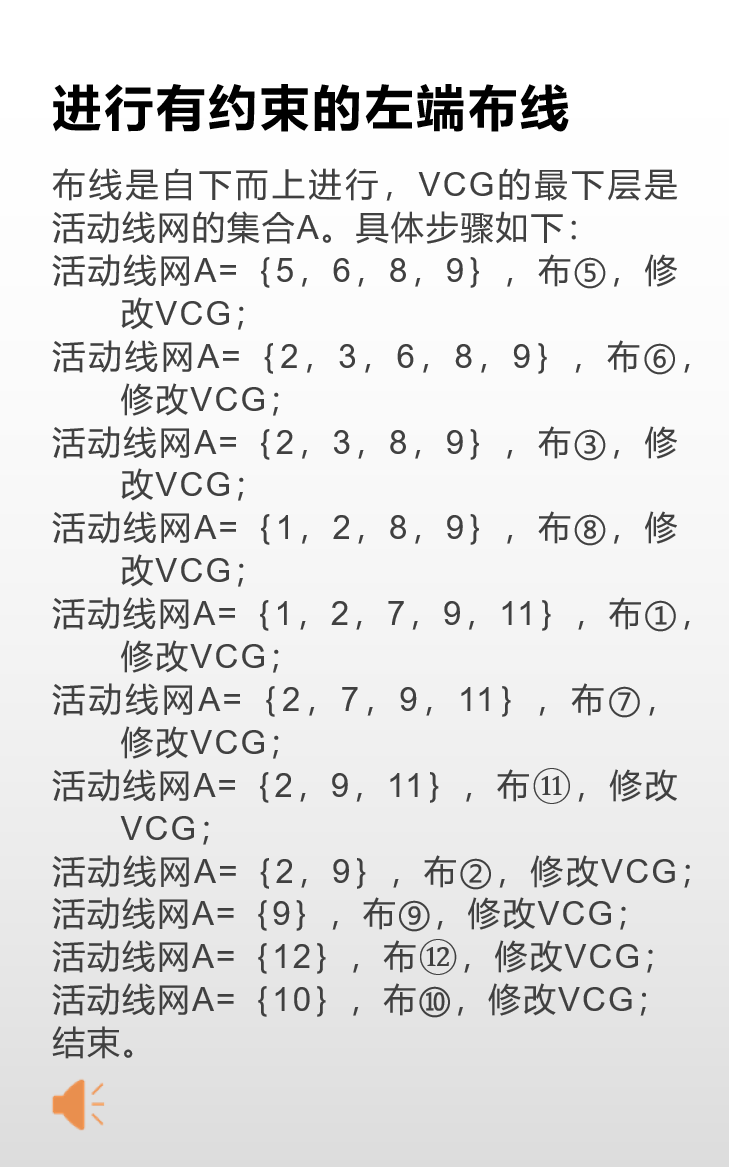 进行有约束的左端布线
布线是自下而上进行，VCG的最下层是
活动线网的集合A。具体步骤如下：
活动线网A=｛5，6，8，9｝，布⑤，修
改VCG；
活动线网A=｛2，3，6，8，9｝，布⑥，
修改VCG；
活动线网A=｛2，3，8，9｝，布③，修
改VCG；
活动线网A=｛1，2，8，9｝，布⑧，修
改VCG；
活动线网A=｛1，2，7，9，11｝，布①，
修改VCG；
活动线网A=｛2，7，9，11｝，布⑦，
修改VCG；
活动线网A=｛2，9，11｝，布⑪，修改
VCG；
活动线网A=｛2，9｝，布②，修改VCG；
活动线网A=｛9｝，布⑨，修改VCG；
活动线网A=｛12｝，布⑫，修改VCG；
活动线网A=｛10｝，布⑩，修改VCG；
结束。